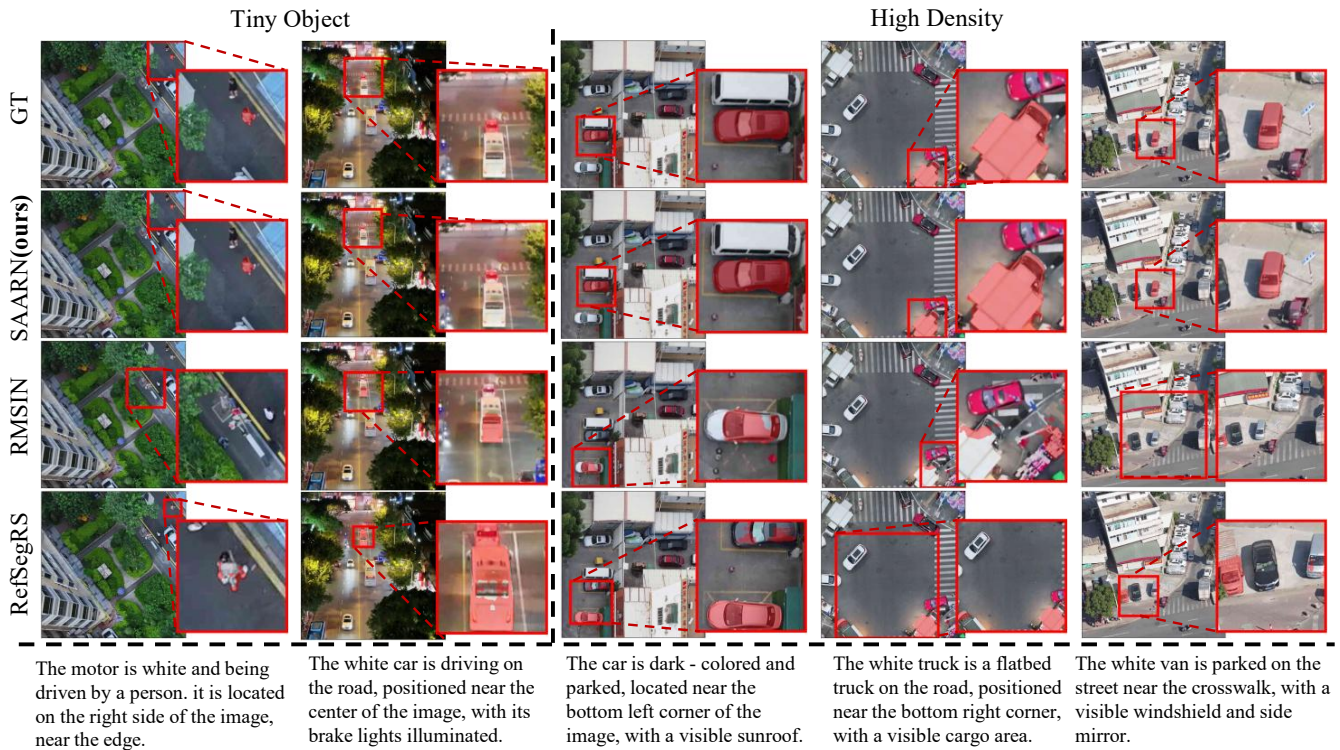 Tiny Object
High Density
GT
SAARN(ours)
RMSIN
RefSegRS
The motor is white and being
driven by a person. it is located
on the right side of the image,
near the edge.
The white car is driving on
the road, positioned near the
center of the image, with its
brake lights illuminated.
The car is dark - colored and
parked, located near the
bottom left corner of the
image, with a visible sunroof.
The white truck is a flatbed
truck on the road, positioned
near the bottom right corner,
with a visible cargo area.
The white van is parked on the
street near the crosswalk, with a
visible windshield and side
mirror.